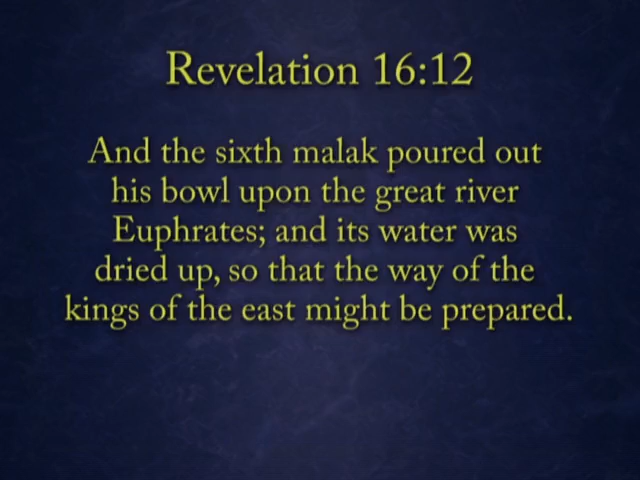 Revelation 16:12
And the sixth malak poured out
his bowl upon the great river
Euphrates; and its water was
dried up, so that the way of the
kings of the east might be prepared.